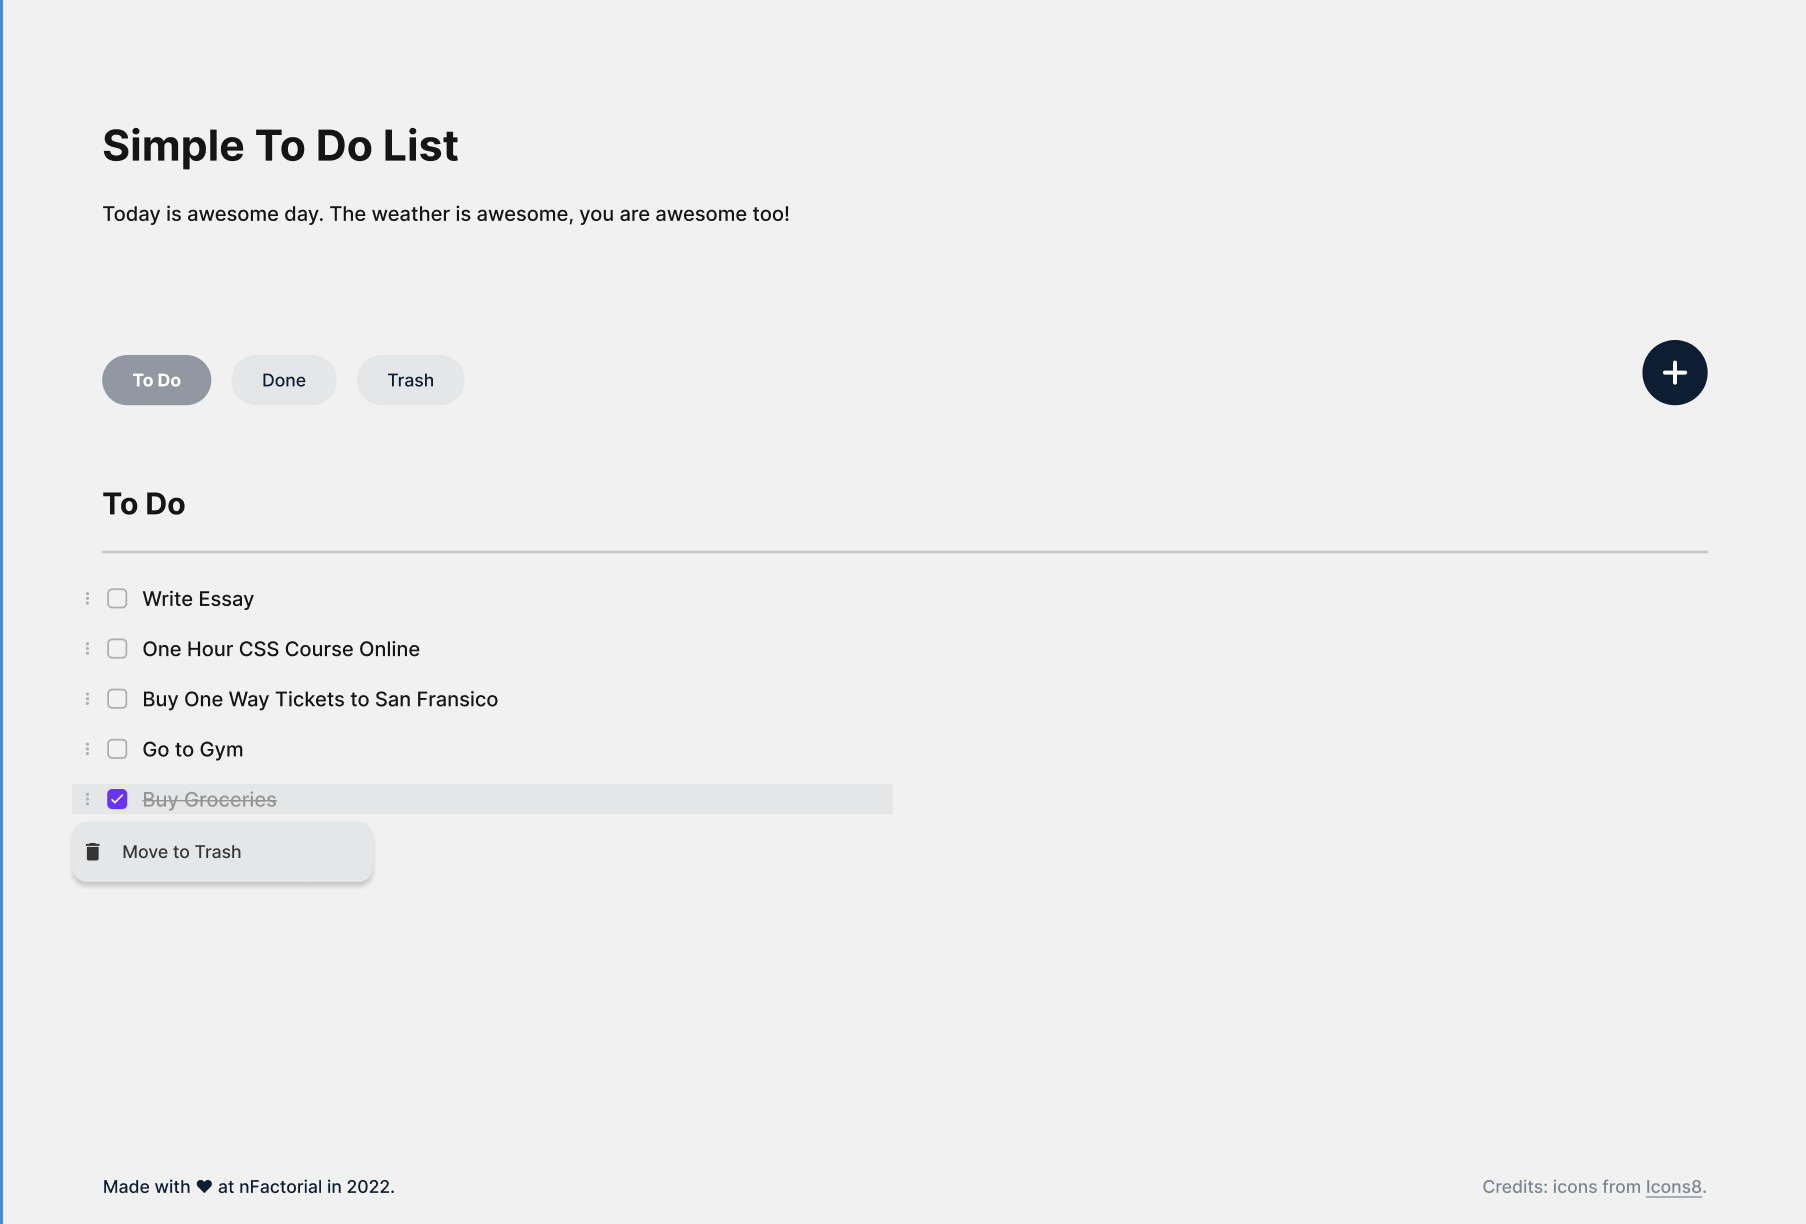 Simple To Do List
Today is awesome day. The weather is awesome, you are awesome too!
To Do
Done
Trash
To Do
Write Essay
One Hour CSS Course Online
Buy One Way Tickets to San Fransico
Go to Gym
Buy Groceries
Move to Trash
Made with ♥ at nFactorial in 2022.
Credits: icons from Icons8.